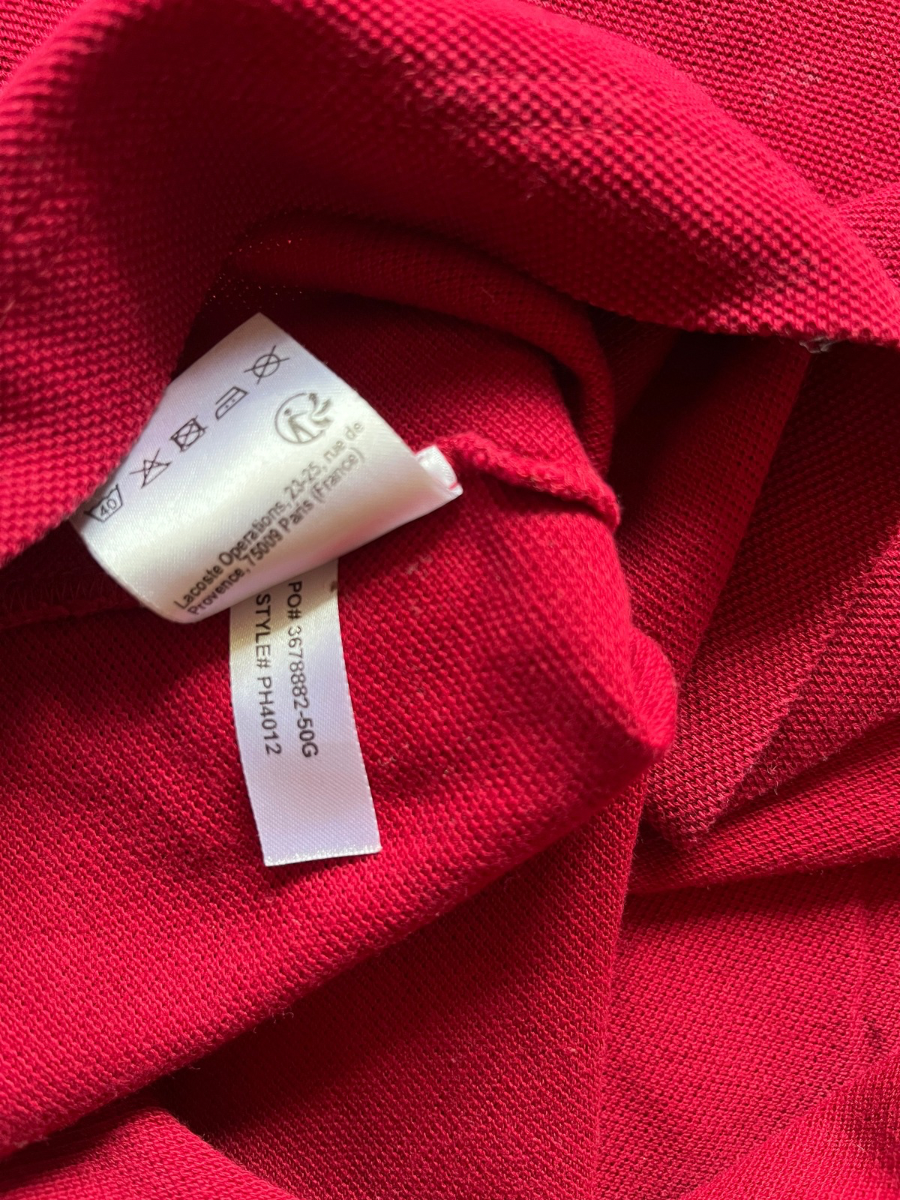 40
Lacoste Operations, 23-25, rue de
Provence, 75009 Paris (France)
PO# 3678882-50G
STYLE# PH4012